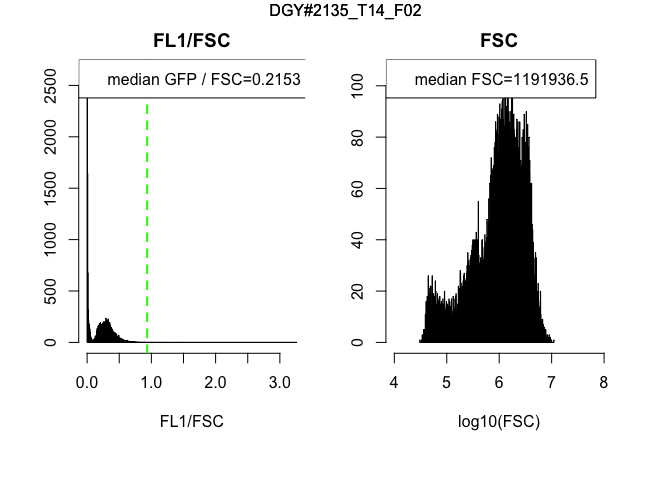 DGY#2135_T14_F02
FL1/FSC
median GFP / FSC=0.2153
0
500
1000
1500
2000
2500
0.0 1.0 2.0 3.0
FL1/FSC
FSC
median FSC=1191936.5
0
20
40
60
80
100
4 5 6 7 8
log10(FSC)